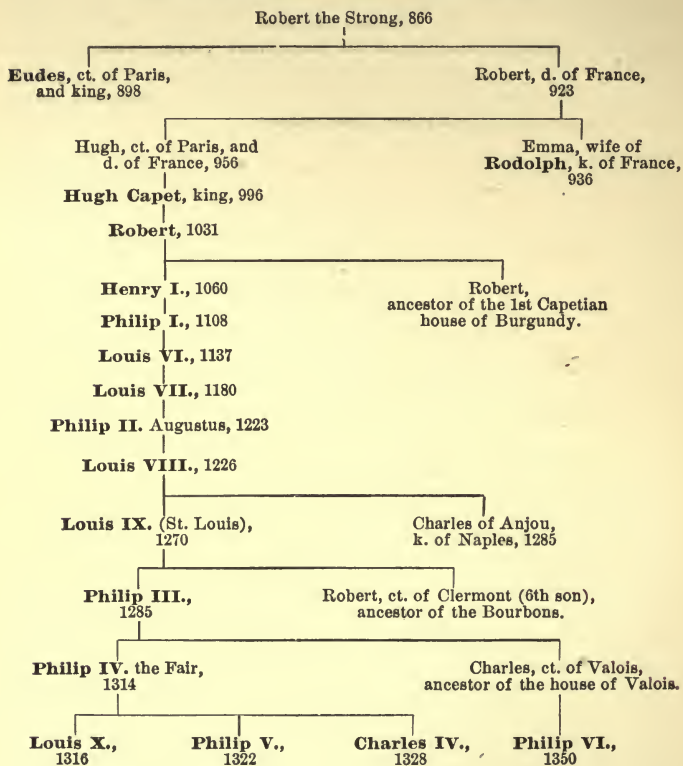 Robert the Strong, 866
Eudes, ct. of Paris,
and king, 898
Robert, d. of France,
923
Hugh, ct. of Paris, and
d. of France, 956
Emma, wife of
Rodolph, k. of France,
936
Hugh Capet, king, 996
Robert, 1031
Henry I., 1060
Robert,
ancestor of the 1st Capetian
house of Burgundy.
Philip I., 1108
Louis VI., 1137
Louis VII., 1180
Philip II. Augustus, 1223
Louis VIII., 1226
Louis IX. (St. Louis),
1270
Charles of Anjou,
k. of Naples, 1285
Philip III.,
1285
Robert, ct. of Clermont (6th son),
ancestor of the Bourbons.
Philip IV. the Fair,
1314
Charles, ct. of Valois,
ancestor of the house of Valois.
Louis X.,
1316
Philip V.,
1322
Charles IV.,
1328
Philip VI.,
1350